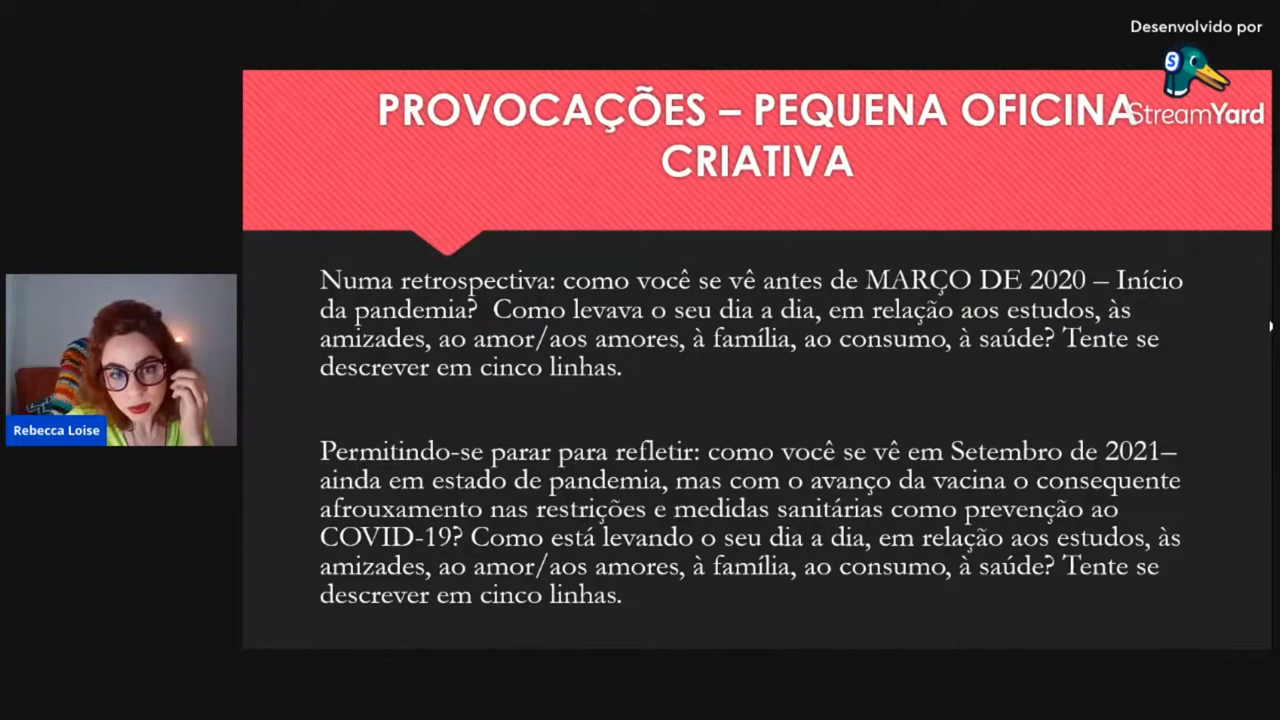 Desenvolvido por
StreamYard
PROVOCAÇÕES – PEQUENA OFICINA
CRIATIVA
Numa retrospectiva: como você se vê antes de MARÇO DE 2020 – Início
da pandemia?  Como levava o seu dia a dia, em relação aos estudos, às
amizades, ao amor/aos amores, à família, ao consumo, à saúde? Tente se
descrever em cinco linhas.
Permitindo-se parar para refletir: como você se vê em Setembro de 2021–
ainda em estado de pandemia, mas com o avanço da vacina o consequente
afrouxamento nas restrições e medidas sanitárias como prevenção ao
COVID-19? Como está levando o seu dia a dia, em relação aos estudos, às
amizades, ao amor/aos amores, à família, ao consumo, à saúde? Tente se
descrever em cinco linhas.
Rebecca Loise